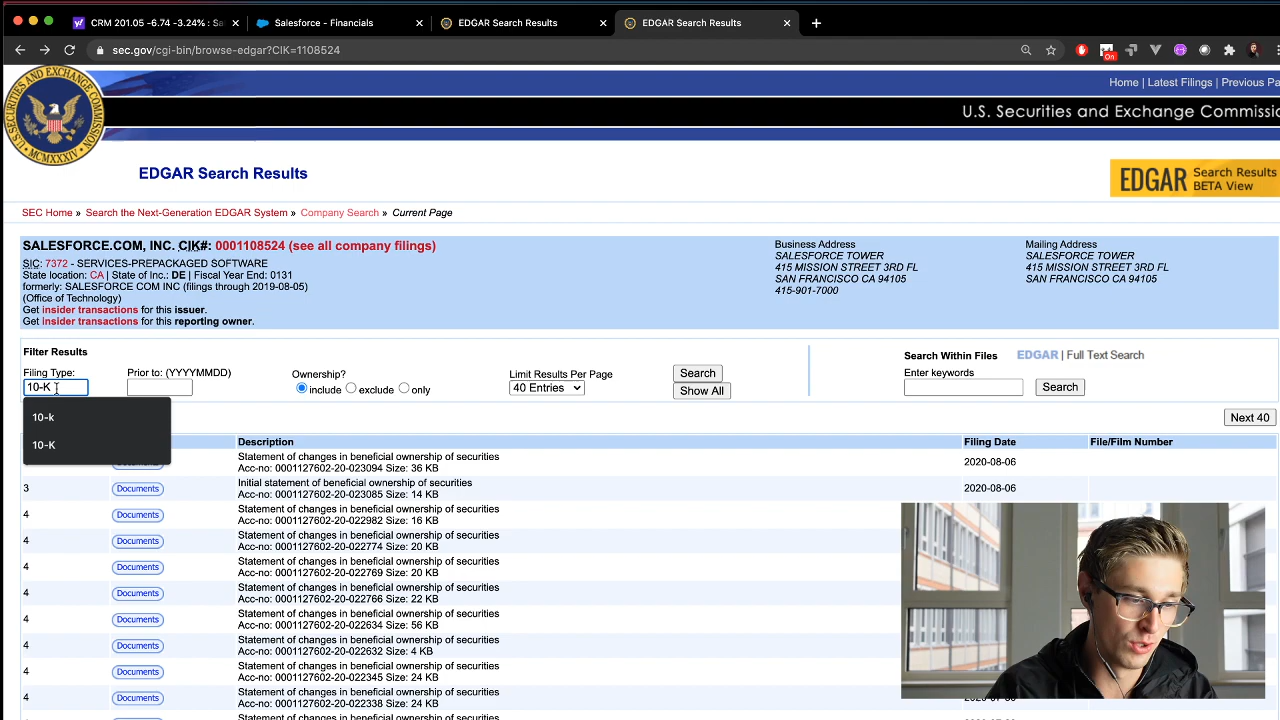 CRM 201.05 -6.74 -3.24% : Sa
Salesforce - Financials
EDGAR Search Results
EDGAR Search Results
sec.gov/cgi-bin/browse-edgar?CIK=1108524
On
Home | Latest Filings | Previous Pa
U.S. Securities and Exchange Commissio
MCMXXXIV
EDGAR Search Results
EDGAR Search Results
BETA View
SEC Home » Search the Next-Generation EDGAR System » Company Search » Current Page
SALESFORCE.COM, INC. CIK#: 0001108524 (see all company filings)
SIC: 7372 - SERVICES-PREPACKAGED SOFTWARE
State location: CA | State of Inc.: DE | Fiscal Year End: 0131
formerly: SALESFORCE COM INC (filings through 2019-08-05)
(Office of Technology)
Get insider transactions for this issuer.
Get insider transactions for this reporting owner.
Business Address
SALESFORCE TOWER
415 MISSION STREET 3RD FL
SAN FRANCISCO CA 94105
415-901-7000
Mailing Address
SALESFORCE TOWER
415 MISSION STREET 3RD FL
SAN FRANCISCO CA 94105
Filter Results
Filing Type:
10-K
Prior to: (YYYYMMDD)
Ownership?
include exclude only
Limit Results Per Page
40 Entries
Search
Show All
Search Within Files EDGAR | Full Text Search
Enter keywords
Search
10-k
10-K
Next 40
Description Filing Date File/Film Number
Statement of changes in beneficial ownership of securities
Acc-no: 0001127602-20-023094 Size: 36 KB
2020-08-06
3 Documents Initial statement of beneficial ownership of securities
Acc-no: 0001127602-20-023085 Size: 14 KB
2020-08-06
4 Documents Statement of changes in beneficial ownership of securities
Acc-no: 0001127602-20-022982 Size: 16 KB
4 Documents Statement of changes in beneficial ownership of securities
Acc-no: 0001127602-20-022774 Size: 20 KB
4 Documents Statement of changes in beneficial ownership of securities
Acc-no: 0001127602-20-022769 Size: 20 KB
4 Documents Statement of changes in beneficial ownership of securities
Acc-no: 0001127602-20-022766 Size: 22 KB
4 Documents Statement of changes in beneficial ownership of securities
Acc-no: 0001127602-20-022634 Size: 56 KB
4 Documents Statement of changes in beneficial ownership of securities
Acc-no: 0001127602-20-022632 Size: 4 KB
4 Documents Statement of changes in beneficial ownership of securities
Acc-no: 0001127602-20-022345 Size: 24 KB
4 Documents Statement of changes in beneficial ownership of securities
Acc-no: 0001127602-20-022338 Size: 24 KB